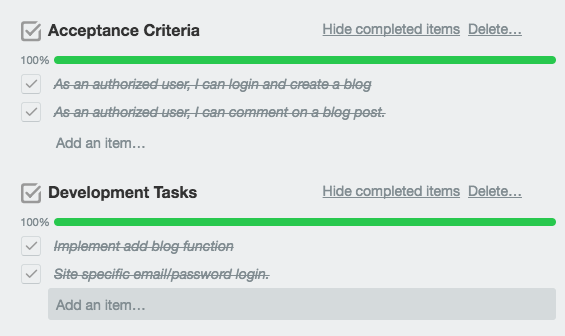 Acceptance Criteria Hide completed items Delete…
100%
As an authorized user, I can login and create a blog
As an authorized user, I can comment on a blog post.
Add an item…
Development Tasks Hide completed items Delete…
100%
Implement add blog function
Site specific email/password login.
Add an item…